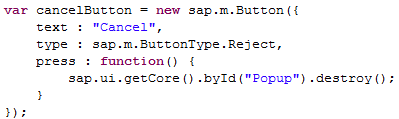 var cancelButton = new sap.m.Button({
    text : "Cancel",
    type : sap.m.ButtonType.Reject,
    press : function() {
        sap.ui.getCore().byId("Popup").destroy();
    }
});